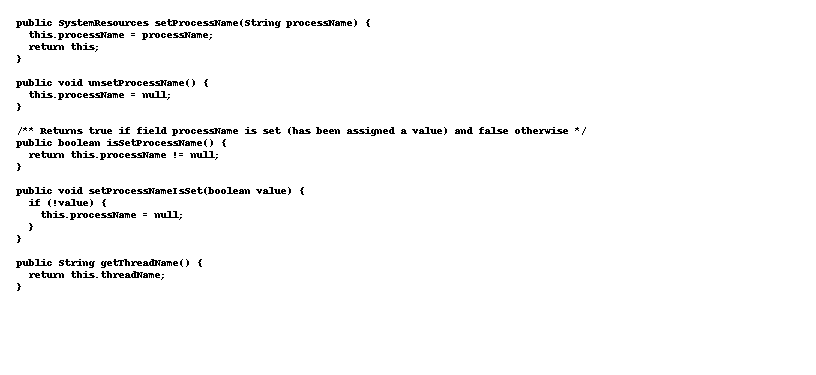 public SystemResources setProcessName(String processName) {
  this.processName = processName;
  return this;
}

public void unsetProcessName() {
  this.processName = null;
}

/** Returns true if field processName is set (has been assigned a value) and false otherwise */
public boolean isSetProcessName() {
  return this.processName != null;
}

public void setProcessNameIsSet(boolean value) {
  if (!value) {
    this.processName = null;
  }
}

public String getThreadName() {
  return this.threadName;
}